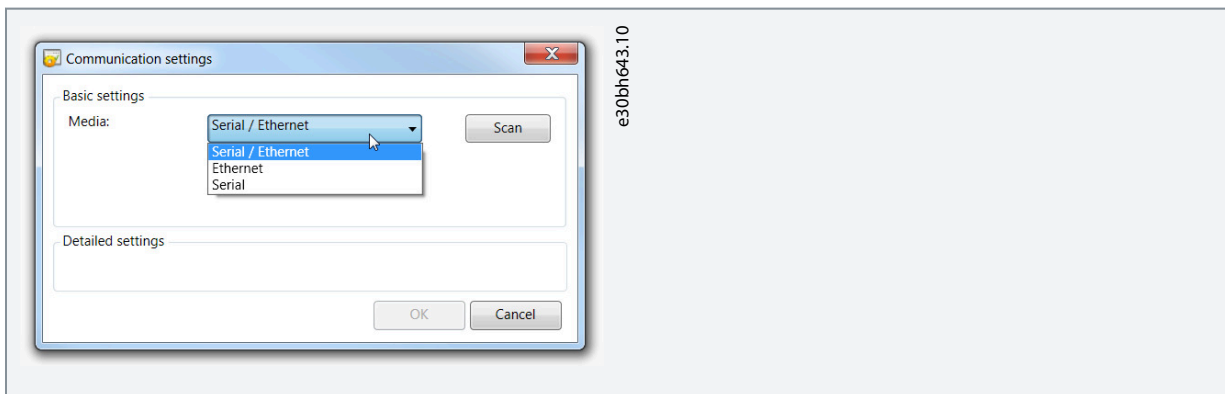 Communication settings
Basic settings
Media:
Serial / Ethernet
Scan
Serial / Ethernet
Ethernet
Serial
Detailed settings
OK
Cancel
e30bh643.10